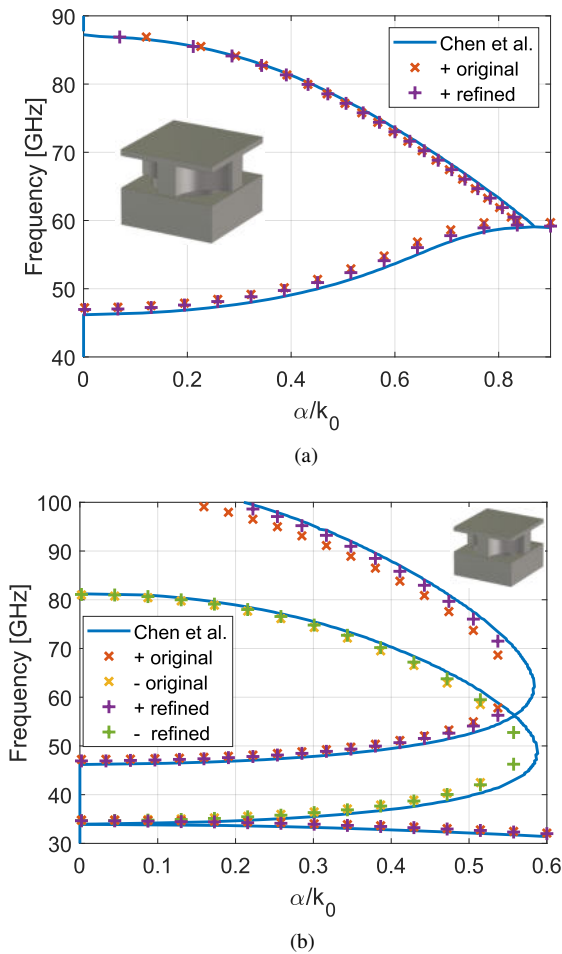 90
80
70
60
50
40
Frequency [GHz]
Chen et al.
+ original
+ refined
0
0.2
0.4
0.6
0.8
α/k0
(a)
100
90
80
70
60
50
40
30
Frequency [GHz]
Chen et al.
+ original
- original
+ refined
- refined
0
0.1
0.2
0.3
0.4
0.5
0.6
α/k0
(b)